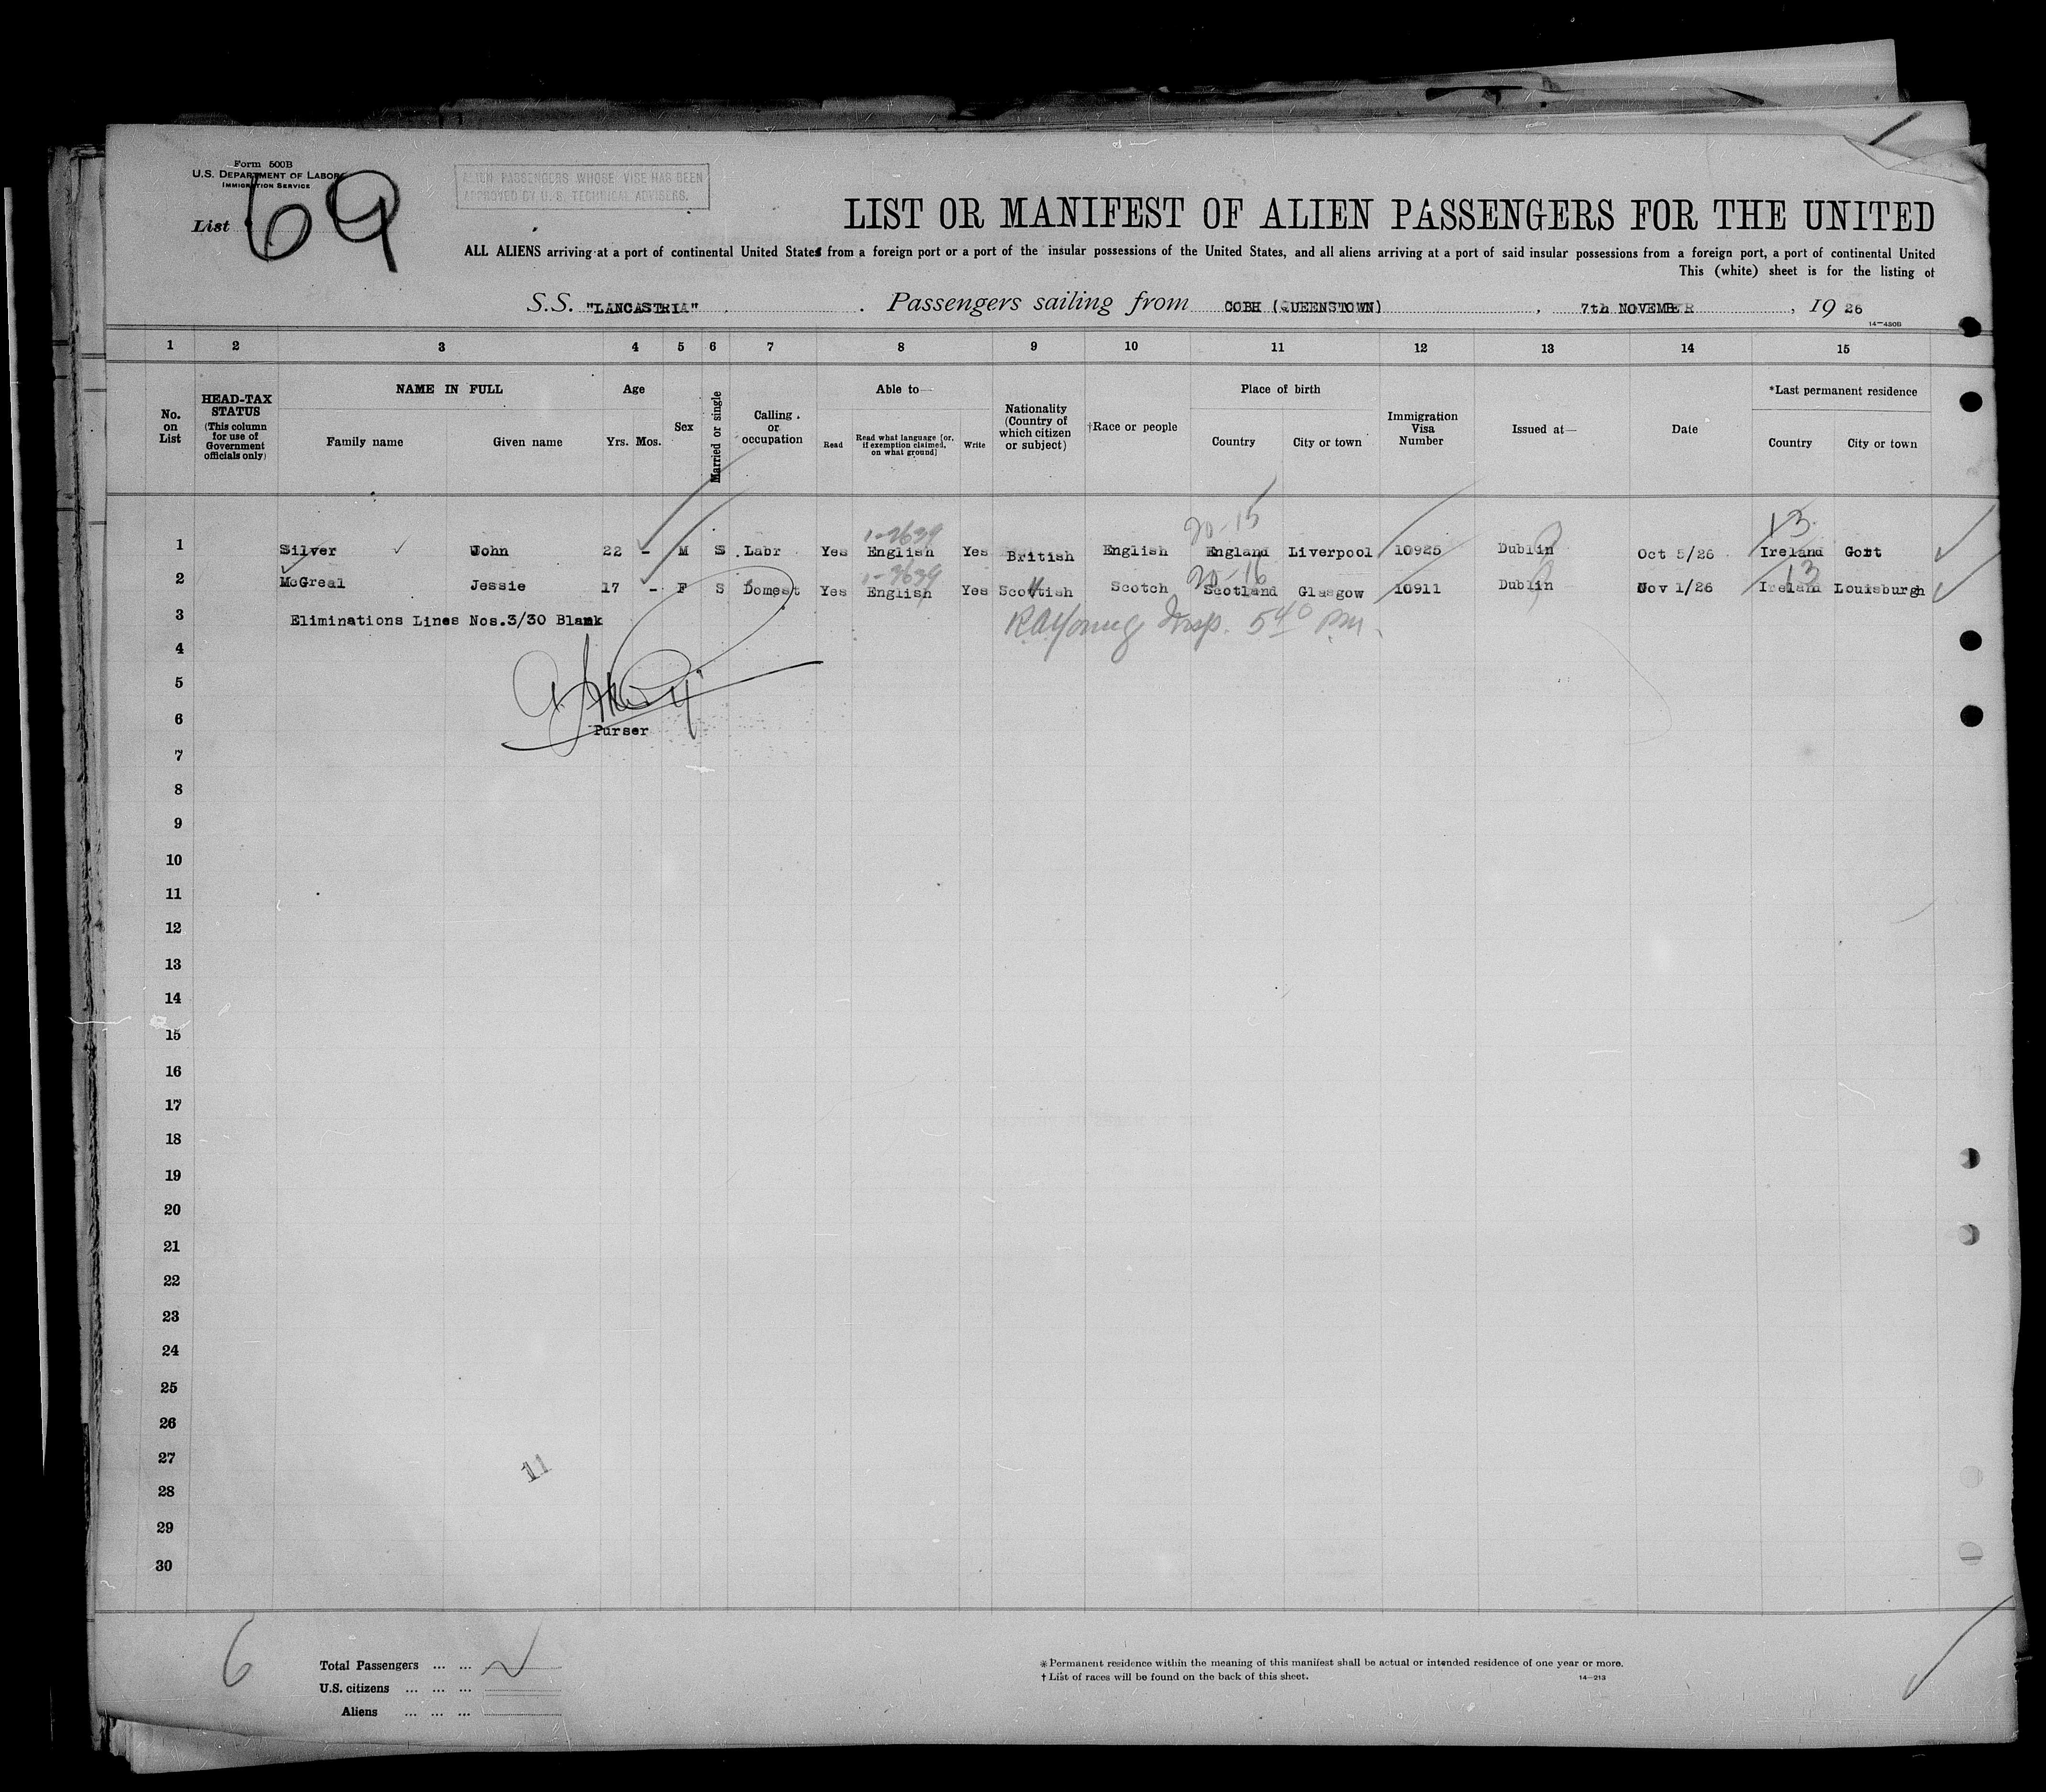 Form 500B
U.S. DEPARTMENT OF LABOR
IMMIGRATION SERVICE
List 69
ALIEN PASSENGERS WHOSE VISE HAS BEEN
APPROVED BY U.S. TECHNICAL ADVISERS.
LIST OR MANIFEST OF ALIEN PASSENGERS FOR THE UNITED
ALL ALIENS arriving at a port of continental United States from a foreign port or a port of the insular possessions of the United States, and all aliens arriving at a port of said insular possessions from a foreign port, a port of continental United
This (white) sheet is for the listing of
S.S. "LANCASTRIA" . Passengers sailing from COBH (QUEENSTOWN) , 7th NOVEMBER , 19 26
14-430B
1 2 3 4 5 6 7 8 9 10 11 12 13 14 15
No. on List
HEAD-TAX STATUS (This column for use of Government officials only)
NAME IN FULL Family name Given name
Age Yrs. Mos.
Sex
Married or single
Calling or occupation
Able to— Read Read what language [or, if exemption claimed, on what ground] Write
Nationality (Country of which citizen or subject)
†Race or people
Place of birth Country City or town
Immigration Visa Number
Issued at—
Date
*Last permanent residence Country City or town
1-2639 20-15 13
1 Silver John 22 - M S Labr Yes English Yes British English England Liverpool 10925 Dublin Oct 5/26 Ireland Gort
1-3639 20-16 13
2 McGreal Jessie 17 - F S Domest Yes English Yes Scottish Scotch Scotland Glasgow 10911 Dublin Nov 1/26 Ireland Louisburgh
3 Eliminations Lines Nos.3/30 Blank RAYoung Insp. 5 40 P.M.
4
5
6
Purser
7
8
9
10
11
12
13
14
15
16
17
18
19
20
21
22
23
24
25
26
27
11
28
29
30
6
Total Passengers ... ...
U.S. citizens ... ... ...
Aliens ... ... ...
*Permanent residence within the meaning of this manifest shall be actual or intended residence of one year or more.
†List of races will be found on the back of this sheet. 14-213